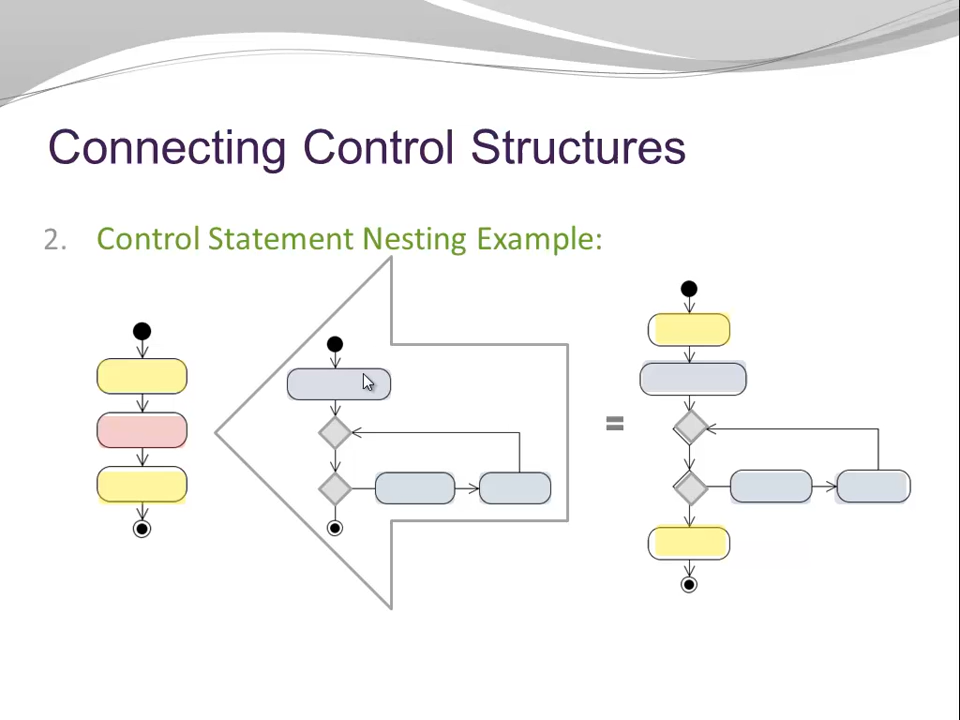 Connecting Control Structures
2. Control Statement Nesting Example:
=